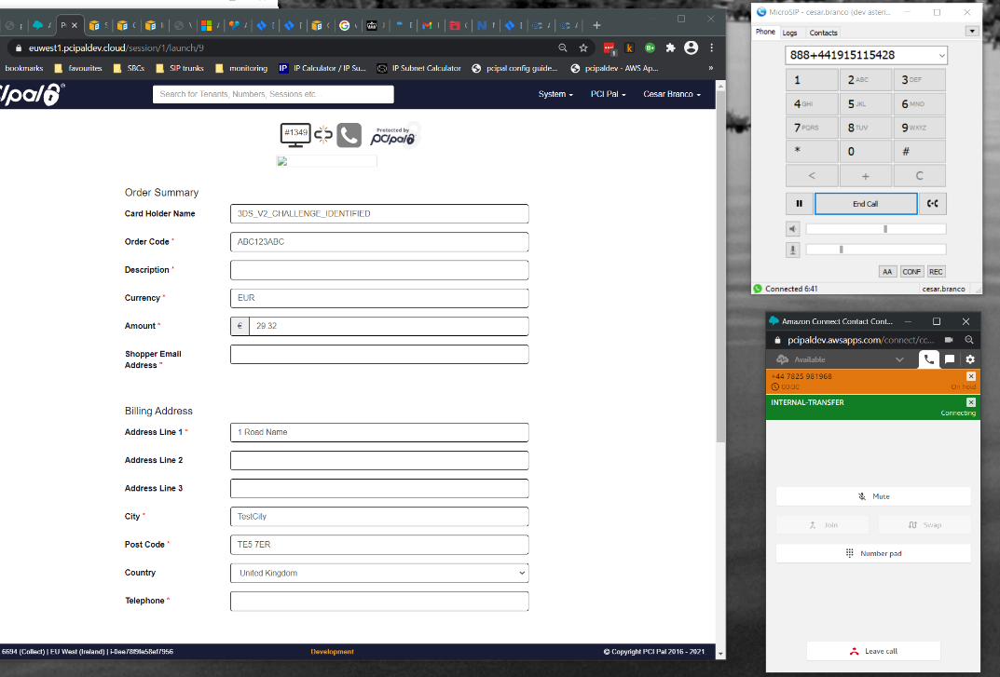 euwest1.pcipaldev.cloud/session/1/launch/9
bookmarks favourites SBCs SIP trunks monitoring IP IP Calculator / IP Su... IP Subnet Calculator pcipal config guide... pcipaldev - AWS Ap... »
Search for Tenants, Numbers, Sessions etc...
System PCI Pal Cesar Branco
#1349
Protected by
pcipal
Order Summary
Card Holder Name 3DS_V2_CHALLENGE_IDENTIFIED
Order Code * ABC123ABC
Description *
Currency * EUR
Amount * € 29.32
Shopper Email
Address *
Billing Address
Address Line 1 * 1 Road Name
Address Line 2
Address Line 3
City * TestCity
Post Code * TE5 7ER
Country United Kingdom
Telephone *
6694 (Collect) | EU West (Ireland) | i-0ee78f9fe58ef7956 Development © Copyright PCI Pal 2016 - 2021
MicroSIP - cesar.branco (dev asteri...
Phone Logs Contacts
888+441915115428
1 2 ABC 3 DEF
4 GHI 5 JKL 6 MNO
7 PQRS 8 TUV 9 WXYZ
* 0 #
< + C
End Call
AA CONF REC
Connected 6:41 cesar.branco
Amazon Connect Contact Cont...
pcipaldev.awsapps.com/connect/cc...
Available
+44 7825 981968
00:00 On hold
INTERNAL-TRANSFER
Connecting
Mute
Join Swap
Number pad
Leave call